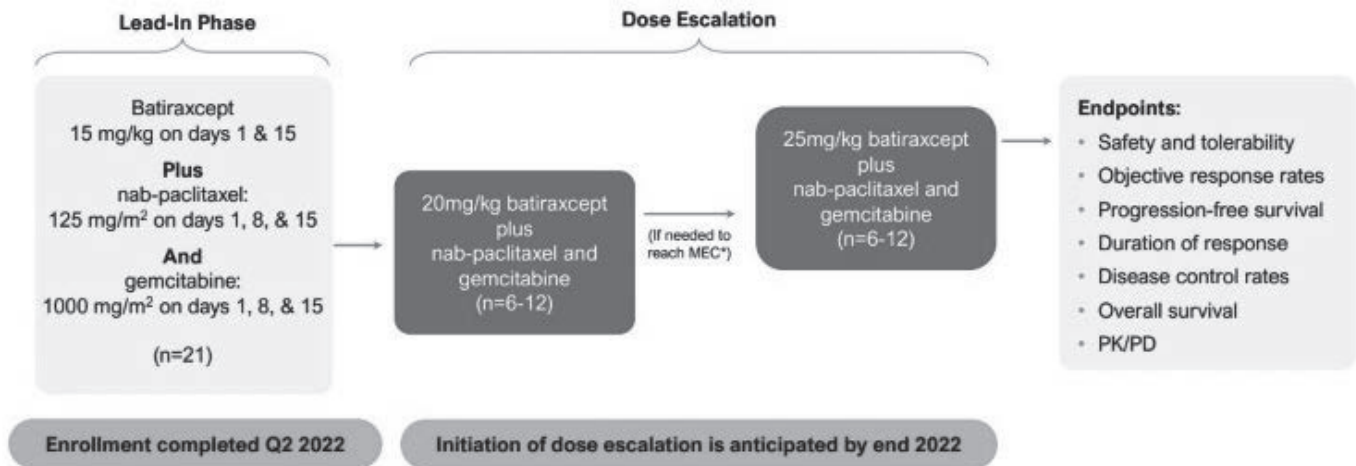 Lead-In Phase
Dose Escalation
Batiraxcept
15 mg/kg on days 1 & 15
Plus
nab-paclitaxel:
125 mg/m² on days 1, 8, & 15
And
gemcitabine:
1000 mg/m² on days 1, 8, & 15
(n=21)
20mg/kg batiraxcept
plus
nab-paclitaxel and
gemcitabine
(n=6-12)
(If needed to
reach MEC*)
25mg/kg batiraxcept
plus
nab-paclitaxel and
gemcitabine
(n=6-12)
Endpoints:
• Safety and tolerability
• Objective response rates
• Progression-free survival
• Duration of response
• Disease control rates
• Overall survival
• PK/PD
Enrollment completed Q2 2022
Initiation of dose escalation is anticipated by end 2022